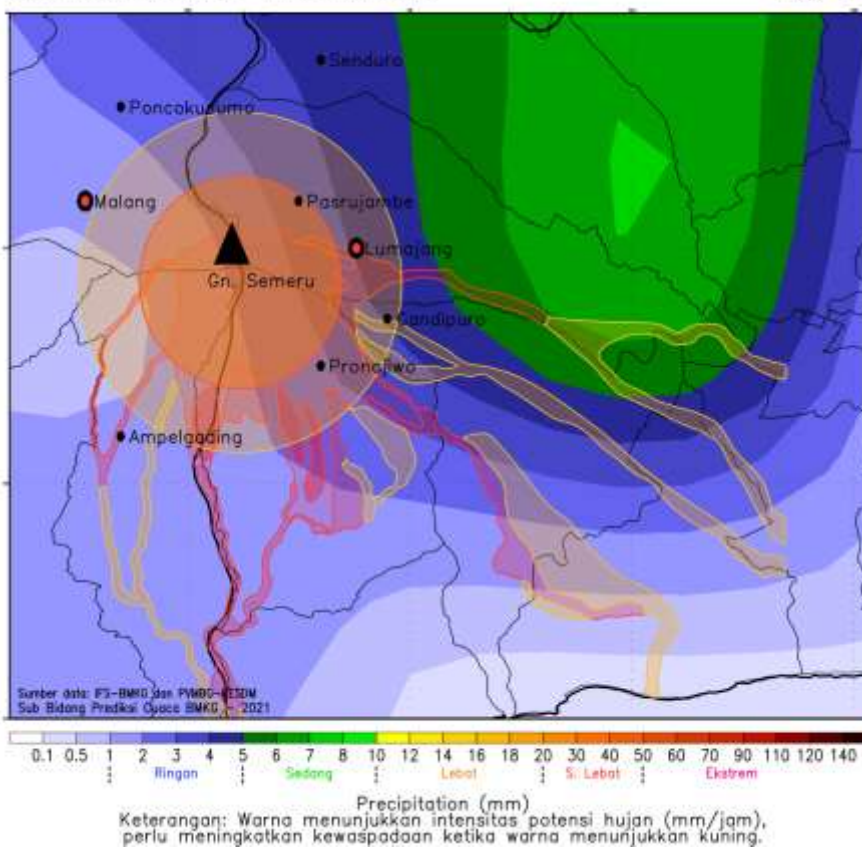 Senduro
Poncokusumo
Malang
Pasrujambe
Lumajang
Gn. Semeru
Candipuro
Pronojiwo
Ampelgading
Sumber data: IFS-BMKG dan PVMBG-KESDM
Sub Bidang Prediksi Cuaca BMKG - 2021
0.1 0.5 1 2 3 4 5 6 7 8 10 12 14 16 18 20 30 40 50 60 70 90 110 120 140
Ringan Sedang Lebat S. Lebat Ekstrem
Precipitation (mm)
Keterangan: Warna menunjukkan intensitas potensi hujan (mm/jam),
perlu meningkatkan kewaspadaan ketika warna menunjukkan kuning.